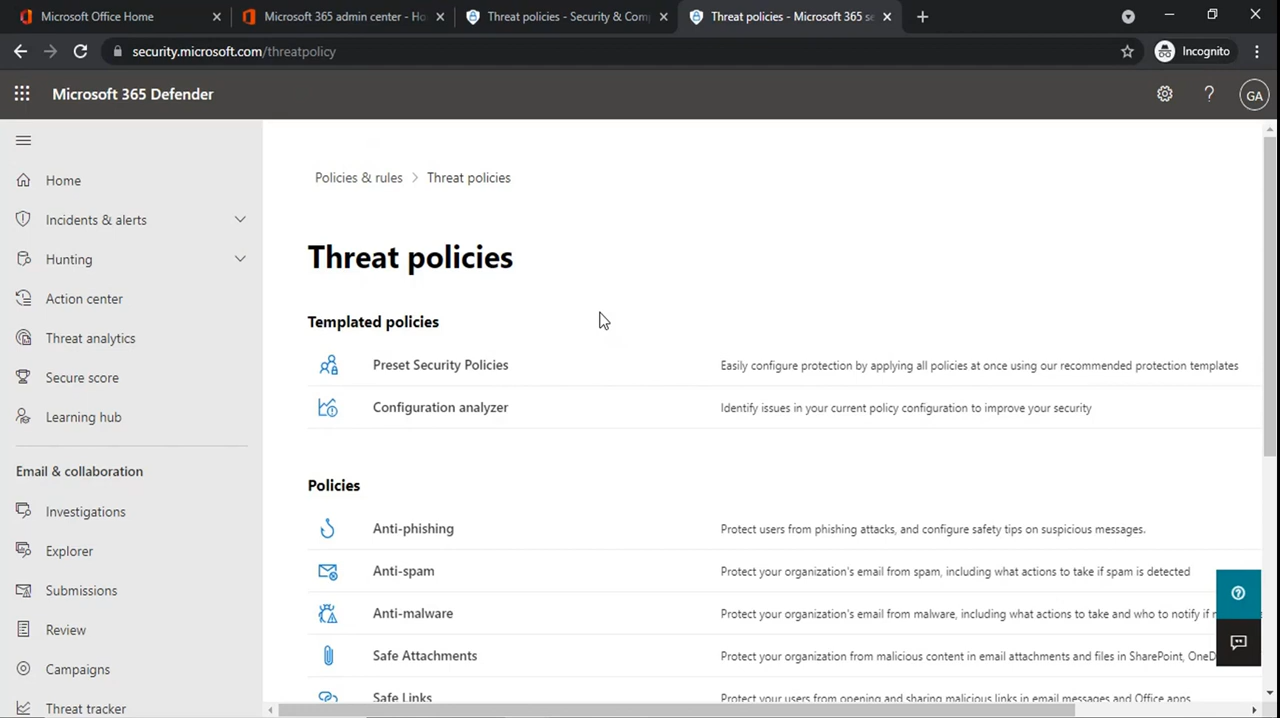 Microsoft Office Home
Microsoft 365 admin center - Ho
Threat policies - Security & Comp
Threat policies - Microsoft 365 se
security.microsoft.com/threatpolicy
Incognito
Microsoft 365 Defender
?
GA
Policies & rules > Threat policies
Home
Incidents & alerts
Hunting
Action center
Threat analytics
Secure score
Learning hub
Email & collaboration
Investigations
Explorer
Submissions
Review
Campaigns
Threat tracker
Threat policies
Templated policies
Preset Security Policies
Easily configure protection by applying all policies at once using our recommended protection templates
Configuration analyzer
Identify issues in your current policy configuration to improve your security
Policies
Anti-phishing
Protect users from phishing attacks, and configure safety tips on suspicious messages.
Anti-spam
Protect your organization's email from spam, including what actions to take if spam is detected
Anti-malware
Protect your organization's email from malware, including what actions to take and who to notify if
Safe Attachments
Protect your organization from malicious content in email attachments and files in SharePoint, OneD
Safe Links
Protect your users from opening and sharing malicious links in email messages and Office apps